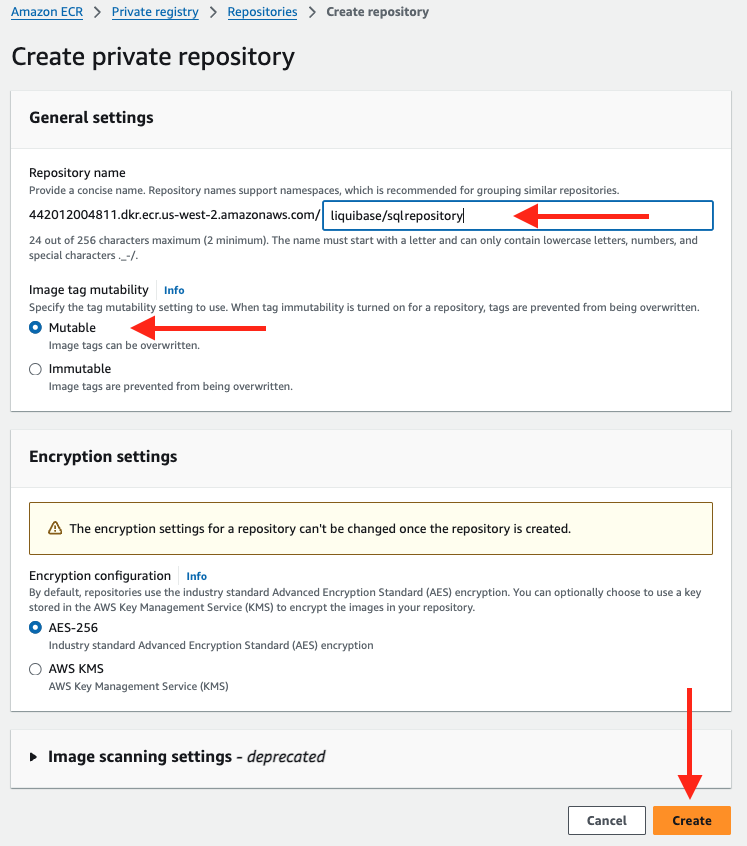 Amazon ECR > Private registry > Repositories > Create repository
Create private repository
General settings
Repository name
Provide a concise name. Repository names support namespaces, which is recommended for grouping similar repositories.
442012004811.dkr.ecr.us-west-2.amazonaws.com/ liquibase/sqlrepository
24 out of 256 characters maximum (2 minimum). The name must start with a letter and can only contain lowercase letters, numbers, and
special characters ._-/.
Image tag mutability Info
Specify the tag mutability setting to use. When tag immutability is turned on for a repository, tags are prevented from being overwritten.
Mutable
Image tags can be overwritten.
Immutable
Image tags are prevented from being overwritten.
Encryption settings
The encryption settings for a repository can't be changed once the repository is created.
Encryption configuration Info
By default, repositories use the industry standard Advanced Encryption Standard (AES) encryption. You can optionally choose to use a key
stored in the AWS Key Management Service (KMS) to encrypt the images in your repository.
AES-256
Industry standard Advanced Encryption Standard (AES) encryption
AWS KMS
AWS Key Management Service (KMS)
Image scanning settings - deprecated
Cancel Create